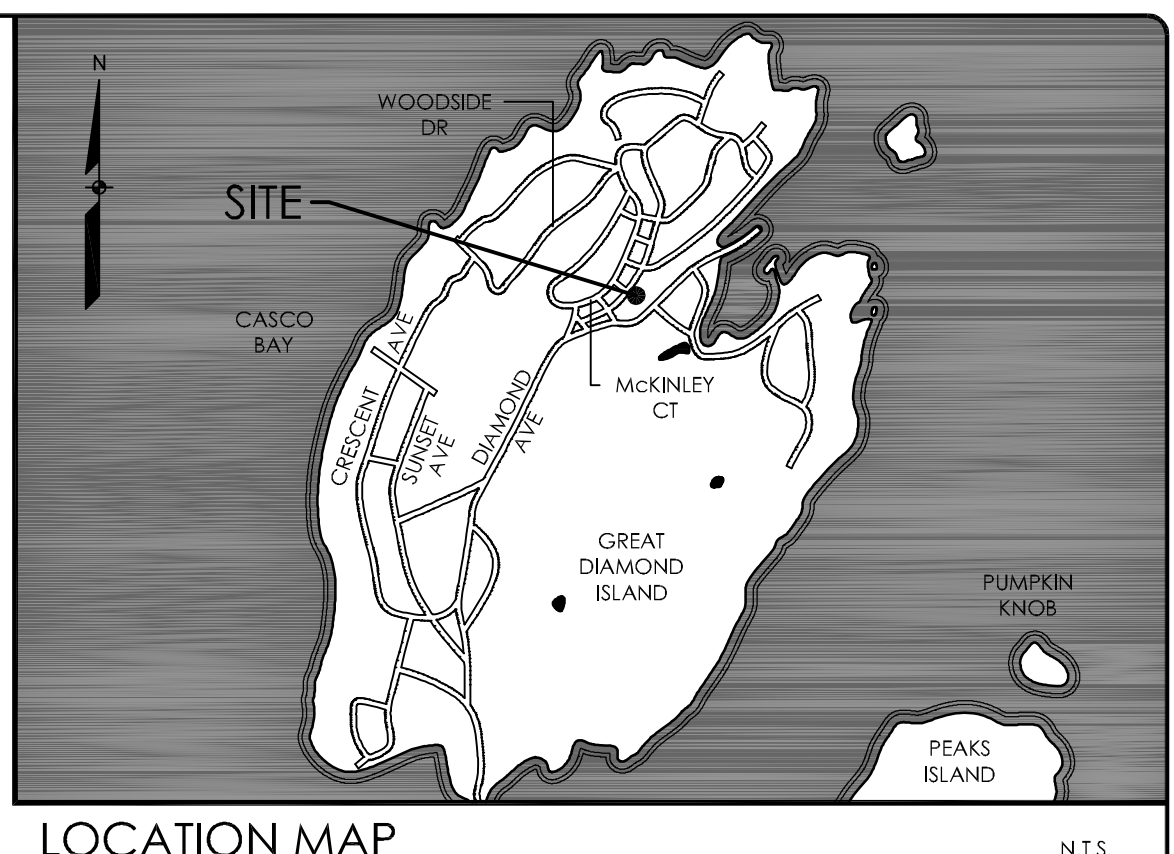 N
WOODSIDE
DR
SITE
CASCO
BAY
CRESCENT AVE
SUNSET
AVE
DIAMOND
AVE
McKINLEY
CT
GREAT
DIAMOND
ISLAND
PUMPKIN
KNOB
PEAKS
ISLAND
LOCATION MAP
N.T.S.